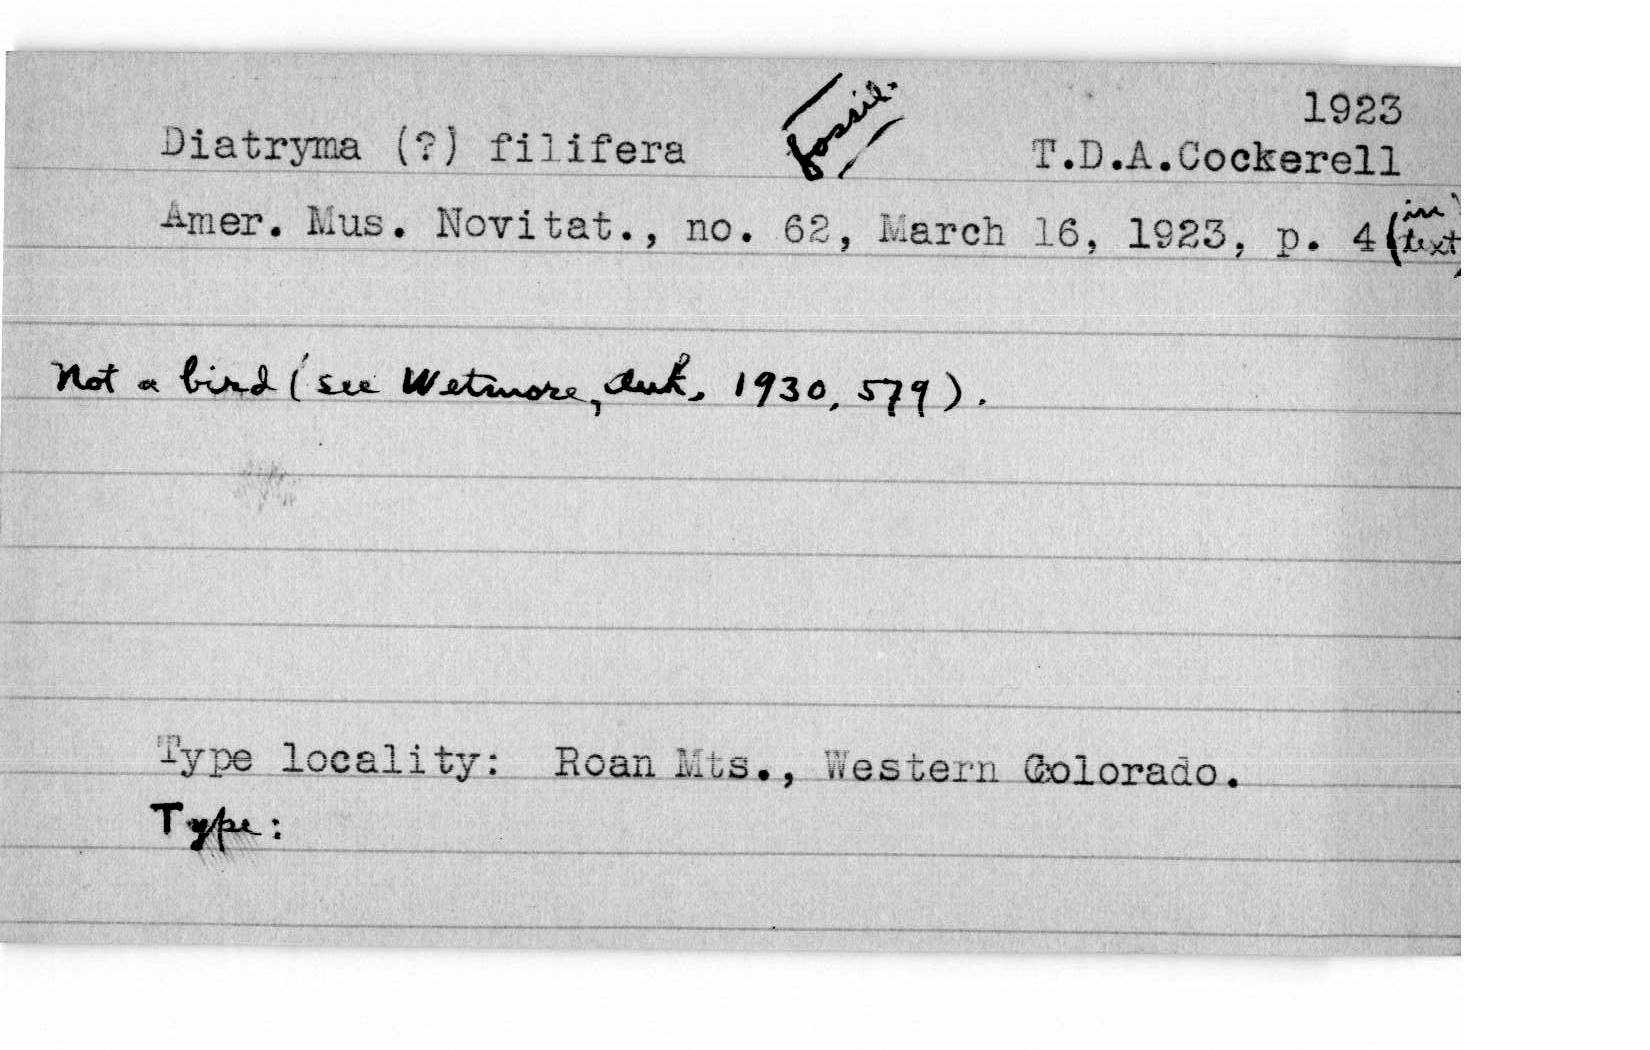 1923
Diatryma (?) filifera fossil. T.D.A.Cockerell
Amer. Mus. Novitat., no. 62, March 16, 1923, p. 4 (in text)
Not a bird (see Wetmore, Auk, 1930, 579).
Type locality: Roan Mts., Western Colorado.
Type: